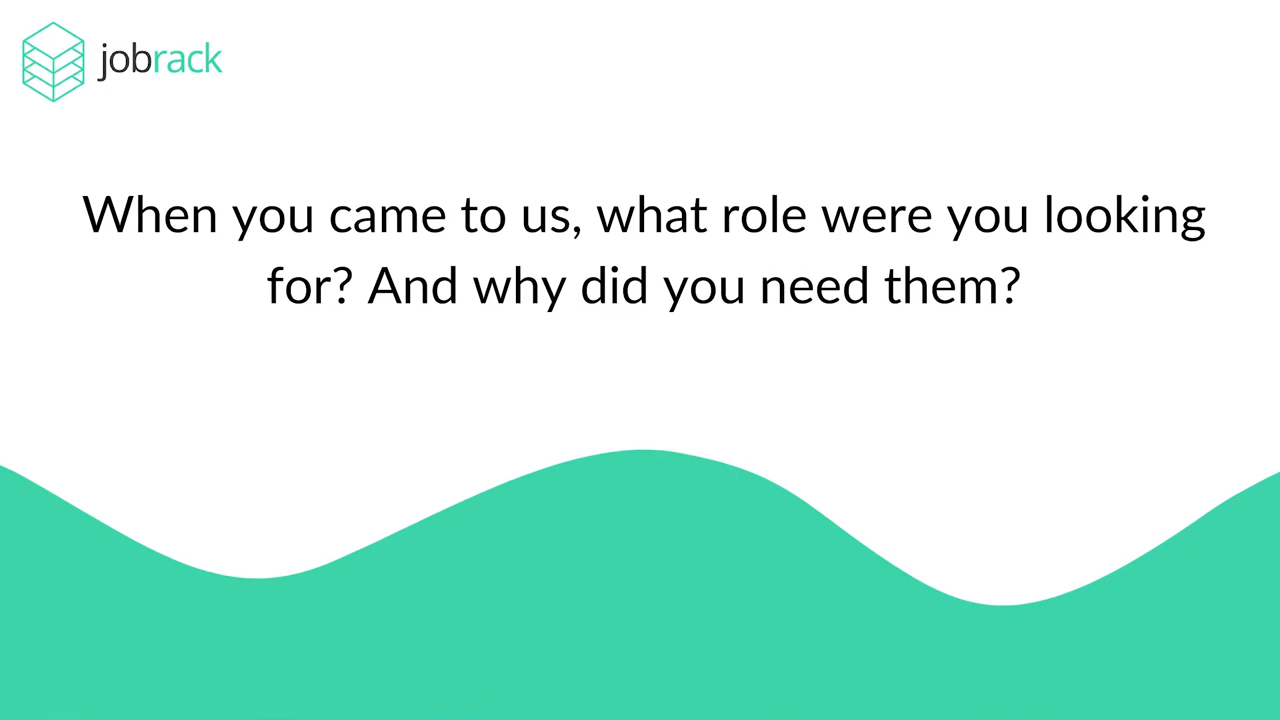 jobrack
When you came to us, what role were you looking
for? And why did you need them?